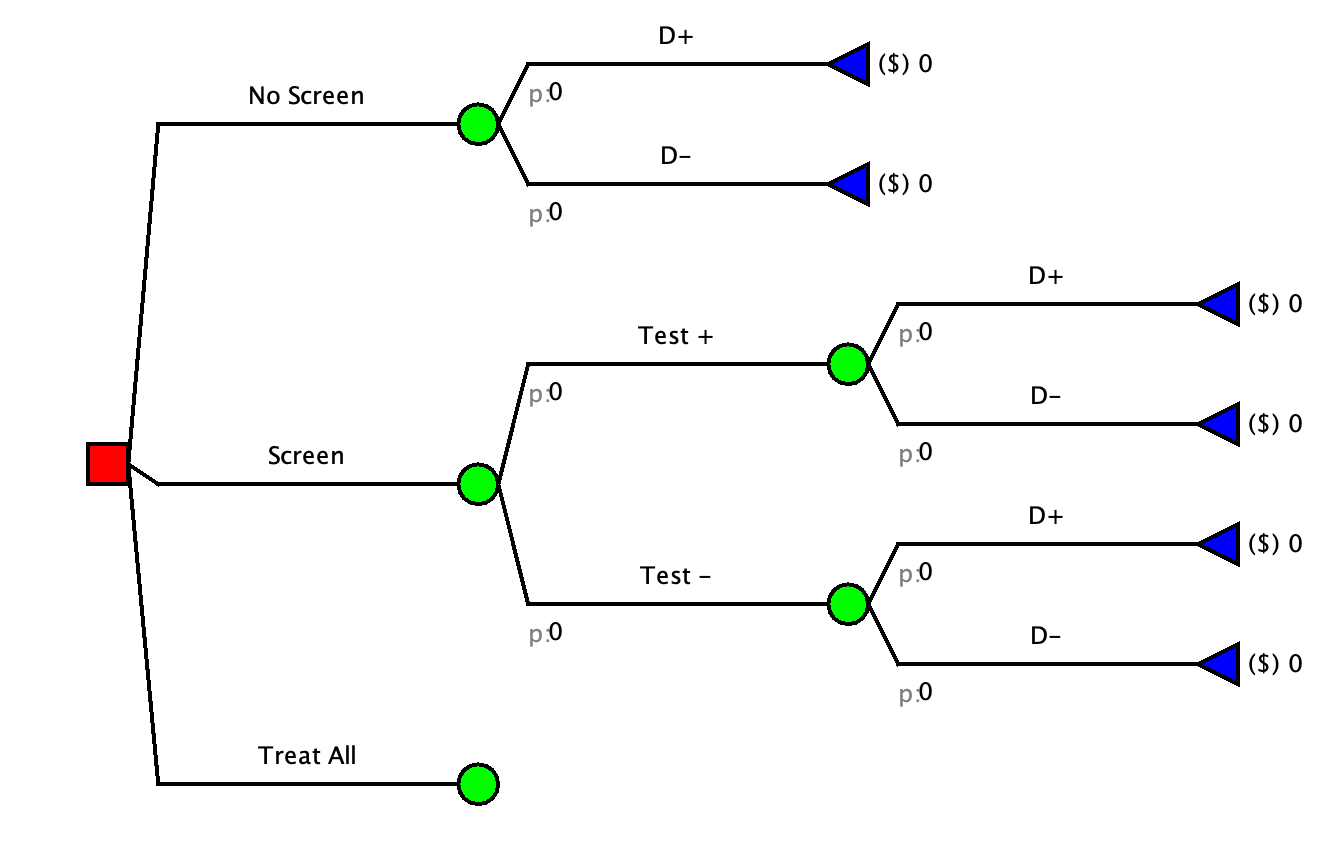 D+
($) 0
No Screen
p:0
D-
($) 0
p:0
D+
($) 0
Test +
p:0
D-
($) 0
p:0
Screen
p:0
D+
($) 0
Test -
p:0
D-
($) 0
p:0
p:0
Treat All